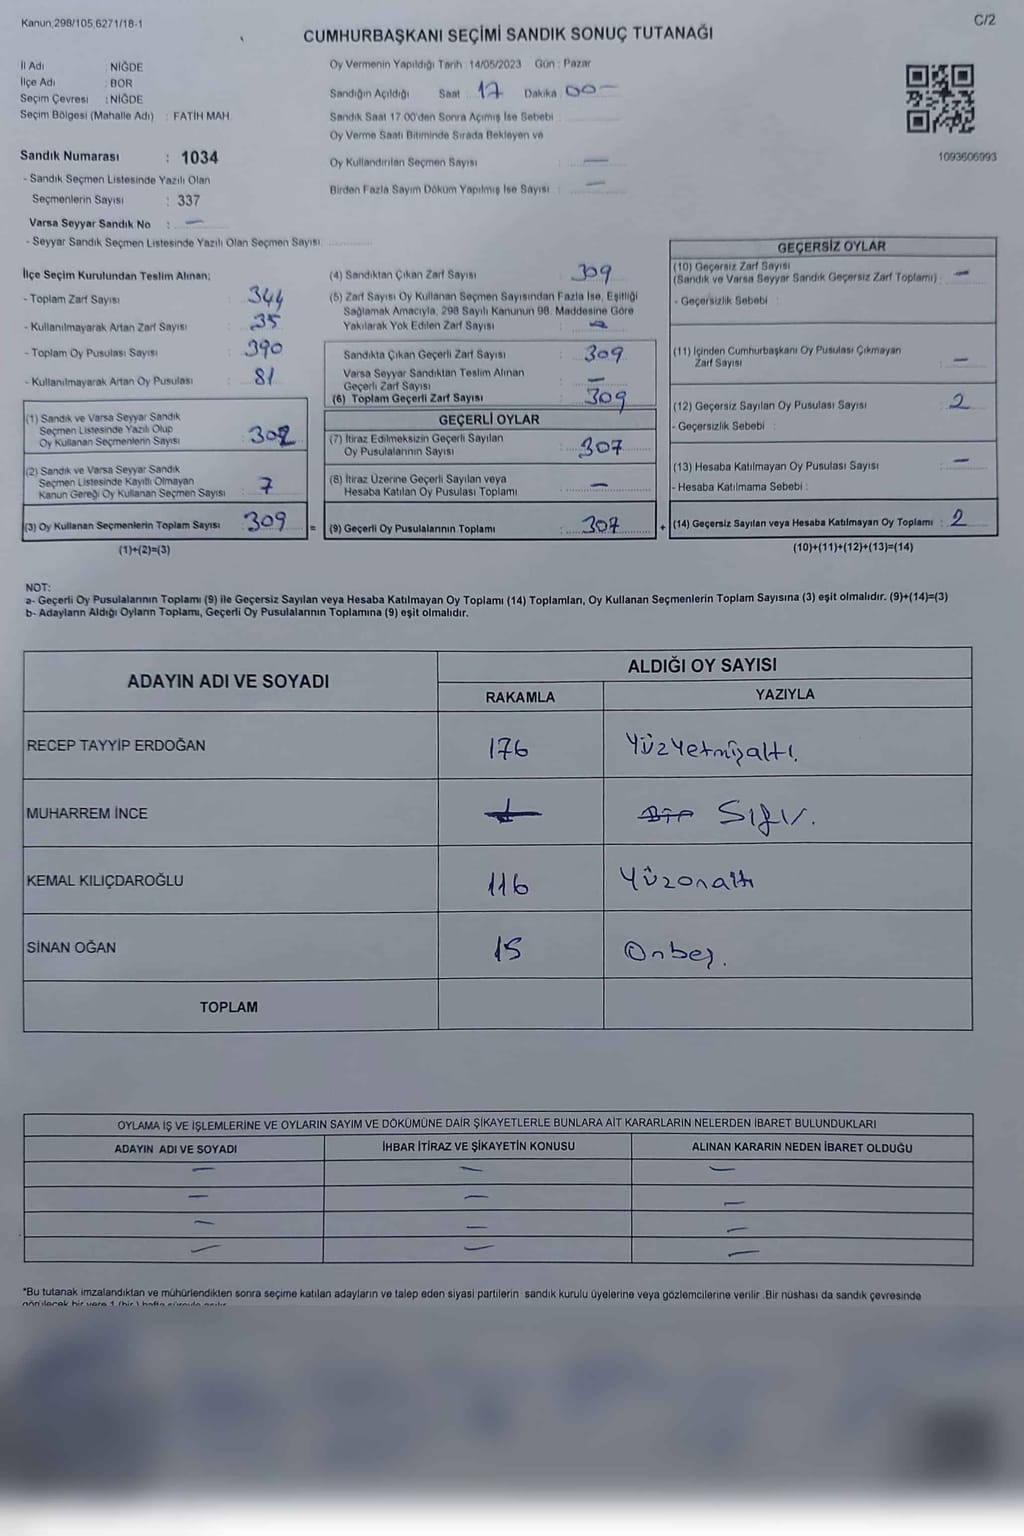 Kanun 298/105,6271/18-1
C/2
CUMHURBAŞKANI SEÇİMİ SANDIK SONUÇ TUTANAĞI
İl Adı : NİĞDE
İlçe Adı : BOR
Seçim Çevresi : NİĞDE
Seçim Bölgesi (Mahalle Adı) : FATİH MAH.
Sandık Numarası : 1034
- Sandık Seçmen Listesinde Yazılı Olan
Seçmenlerin Sayısı : 337
Varsa Seyyar Sandık No : —
- Seyyar Sandık Seçmen Listesinde Yazılı Olan Seçmen Sayısı:
Oy Vermenin Yapıldığı Tarih : 14/05/2023 Gün : Pazar
Sandığın Açıldığı Saat 17 Dakika 00 —
Sandık Saat 17.00'den Sonra Açımış İse Sebebi :
Oy Verme Saati Bitiminde Sırada Bekleyen ve
Oy Kullandırılan Seçmen Sayısı : —
Birden Fazla Sayım Döküm Yapılmış İse Sayısı : —
1093606993
İlçe Seçim Kurulundan Teslim Alınan;
- Toplam Zarf Sayısı : 344
- Kullanılmayarak Artan Zarf Sayısı : 35
- Toplam Oy Pusulası Sayısı : 390
- Kullanılmayarak Artan Oy Pusulası : 81
(1) Sandık ve Varsa Seyyar Sandık
Seçmen Listesinde Yazılı Olup
Oy Kullanan Seçmenlerin Sayısı : 302
(2) Sandık ve Varsa Seyyar Sandık
Seçmen Listesinde Kayıtlı Olmayan
Kanun Gereği Oy Kullanan Seçmen Sayısı : 7
(3) Oy Kullanan Seçmenlerin Toplam Sayısı : 309 =
(1)+(2)=(3)
(4) Sandıktan Çıkan Zarf Sayısı : 309
(5) Zarf Sayısı Oy Kullanan Seçmen Sayısından Fazla İse, Eşitliği
Sağlamak Amacıyla, 298 Sayılı Kanunun 98. Maddesine Göre
Yakılarak Yok Edilen Zarf Sayısı :
Sandıkta Çıkan Geçerli Zarf Sayısı : 309
Varsa Seyyar Sandıktan Teslim Alınan
Geçerli Zarf Sayısı : —
(6) Toplam Geçerli Zarf Sayısı : 309
GEÇERLİ OYLAR
(7) İtiraz Edilmeksizin Geçerli Sayılan
Oy Pusulalarının Sayısı : 307
(8) İtiraz Üzerine Geçerli Sayılan veya
Hesaba Katılan Oy Pusulası Toplamı : —
(9) Geçerli Oy Pusulalarının Toplamı : 307 +
GEÇERSİZ OYLAR
(10) Geçersiz Zarf Sayısı
(Sandık ve Varsa Seyyar Sandık Geçersiz Zarf Toplamı) : —
- Geçersizlik Sebebi :
(11) İçinden Cumhurbaşkanı Oy Pusulası Çıkmayan
Zarf Sayısı : —
(12) Geçersiz Sayılan Oy Pusulası Sayısı : 2
- Geçersizlik Sebebi :
(13) Hesaba Katılmayan Oy Pusulası Sayısı : —
- Hesaba Katılmama Sebebi :
(14) Geçersiz Sayılan veya Hesaba Katılmayan Oy Toplamı : 2
(10)+(11)+(12)+(13)=(14)
NOT:
a- Geçerli Oy Pusulalarının Toplamı (9) ile Geçersiz Sayılan veya Hesaba Katılmayan Oy Toplamı (14) Toplamları, Oy Kullanan Seçmenlerin Toplam Sayısına (3) eşit olmalıdır. (9)+(14)=(3)
b- Adayların Aldığı Oyların Toplamı, Geçerli Oy Pusulalarının Toplamına (9) eşit olmalıdır.
ADAYIN ADI VE SOYADI
ALDIĞI OY SAYISI
RAKAMLA YAZIYLA
RECEP TAYYİP ERDOĞAN 176 Yüzyetmişaltı.
MUHARREM İNCE Bir Sıfır.
KEMAL KILIÇDAROĞLU 116 Yüzonaltı
SİNAN OĞAN 15 Onbeş.
TOPLAM
OYLAMA İŞ VE İŞLEMLERİNE VE OYLARIN SAYIM VE DÖKÜMÜNE DAİR ŞİKAYETLERLE BUNLARA AİT KARARLARIN NELERDEN İBARET BULUNDUKLARI
ADAYIN ADI VE SOYADI İHBAR İTİRAZ VE ŞİKAYETİN KONUSU ALINAN KARARIN NEDEN İBARET OLDUĞU
— — —
— — —
— — —
— — —
*Bu tutanak imzalandıktan ve mühürlendikten sonra seçime katılan adayların ve talep eden siyasi partilerin sandık kurulu üyelerine veya gözlemcilerine verilir .Bir nüshası da sandık çevresinde